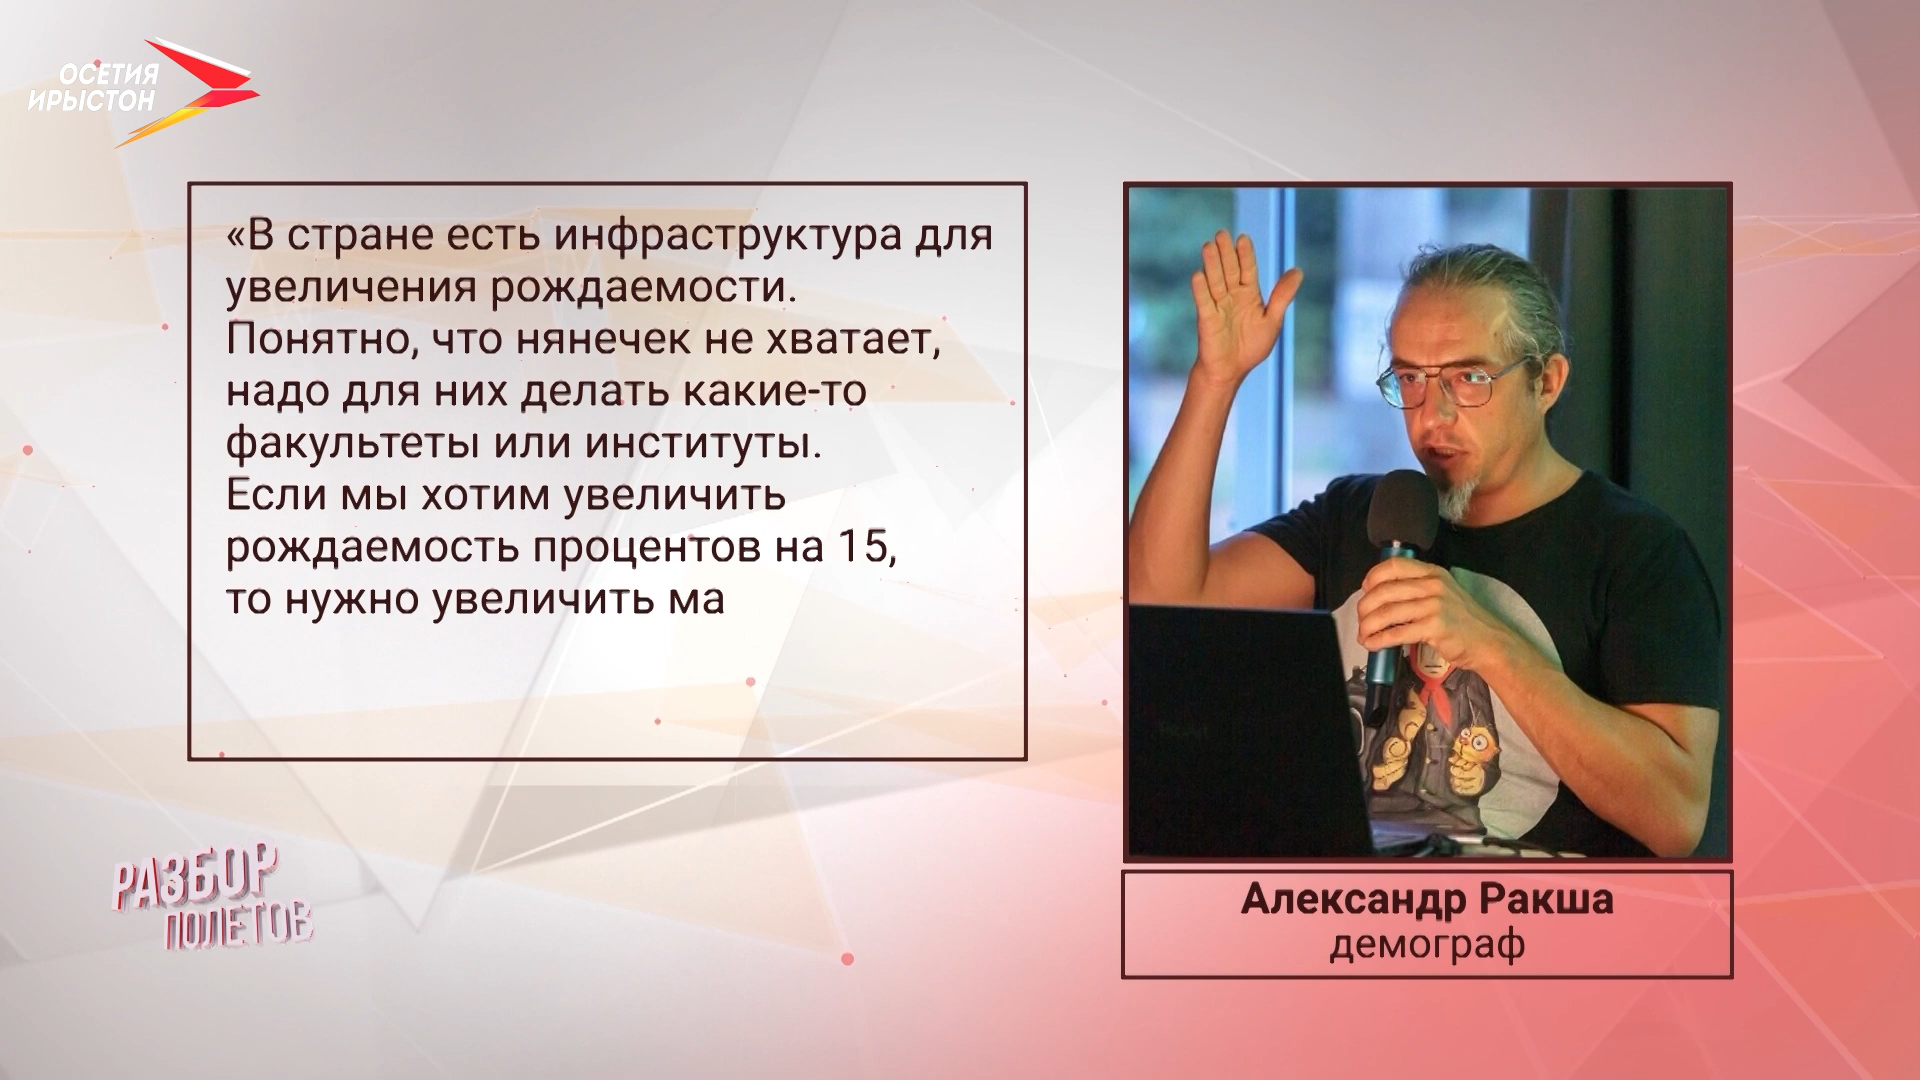 ОСЕТИЯ
ИРЫСТОН
«В стране есть инфраструктура для
увеличения рождаемости.
Понятно, что нянечек не хватает,
надо для них делать какие-то
факультеты или институты.
Если мы хотим увеличить
рождаемость процентов на 15,
то нужно увеличить ма
РАЗБОР
ПОЛЕТОВ
Александр Ракша
демограф